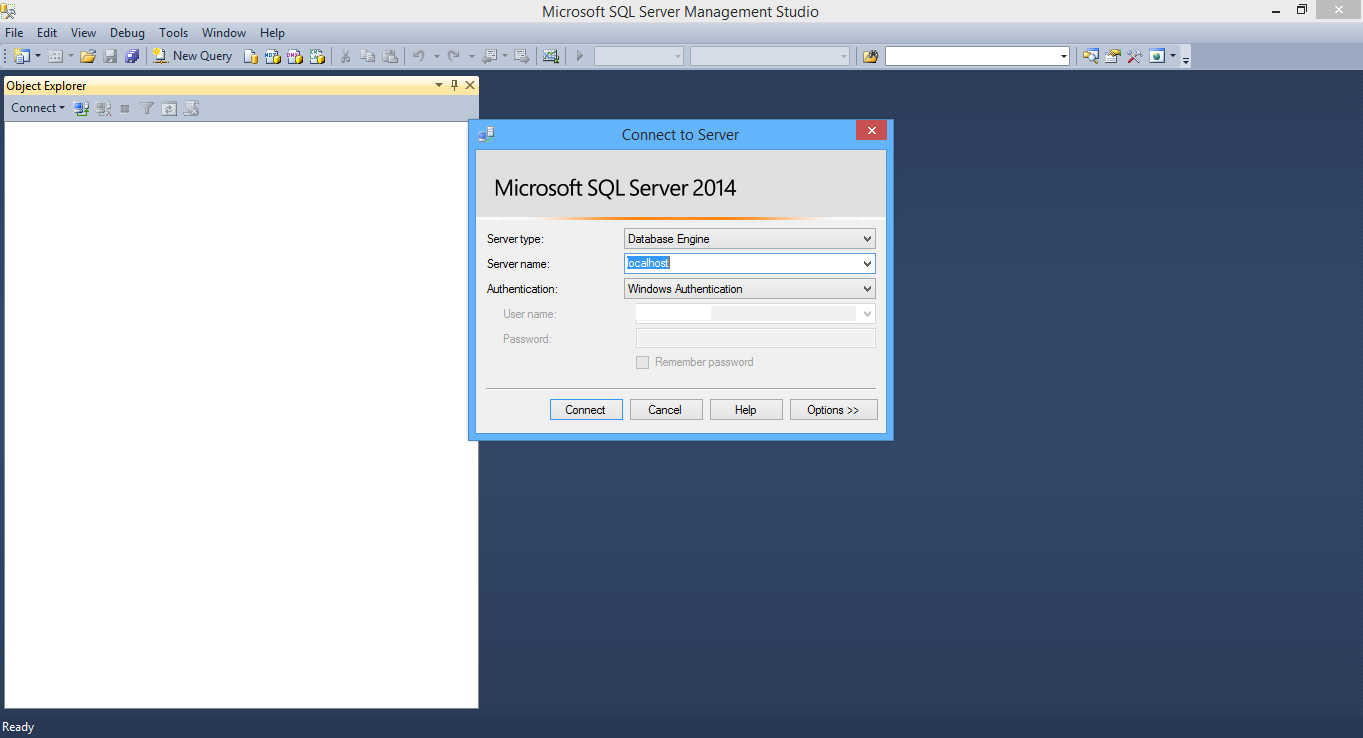 Microsoft SQL Server Management Studio
File Edit View Debug Tools Window Help
New Query
Object Explorer
Connect
Connect to Server
Microsoft SQL Server 2014
Server type: Database Engine
Server name: localhost
Authentication: Windows Authentication
User name:
Password:
Remember password
Connect Cancel Help Options >>
Ready